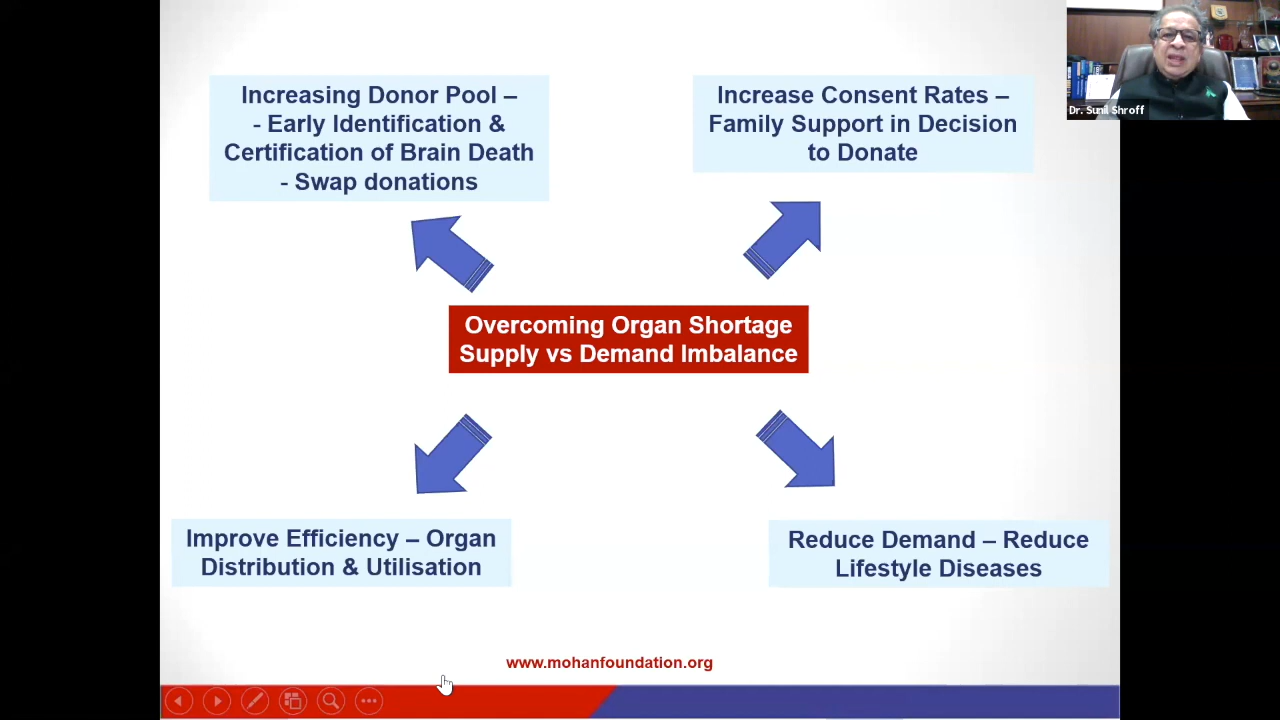 Increasing Donor Pool –
- Early Identification &
Certification of Brain Death
- Swap donations
Increase Consent Rates –
Family Support in Decision
to Donate
Dr. Sunil Shroff
Overcoming Organ Shortage
Supply vs Demand Imbalance
Improve Efficiency – Organ
Distribution & Utilisation
Reduce Demand – Reduce
Lifestyle Diseases
www.mohanfoundation.org